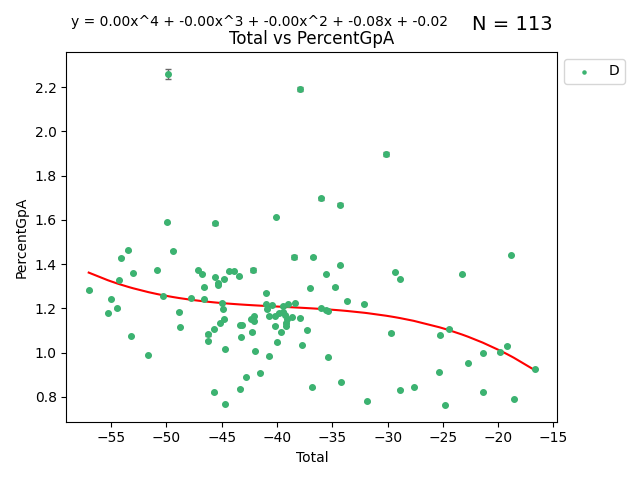 y = 0.00x^4 + -0.00x^3 + -0.00x^2 + -0.08x + -0.02
N = 113
Total vs PercentGpA
D
PercentGpA
2.2
2.0
1.8
1.6
1.4
1.2
1.0
0.8
−55 −50 −45 −40 −35 −30 −25 −20 −15
Total